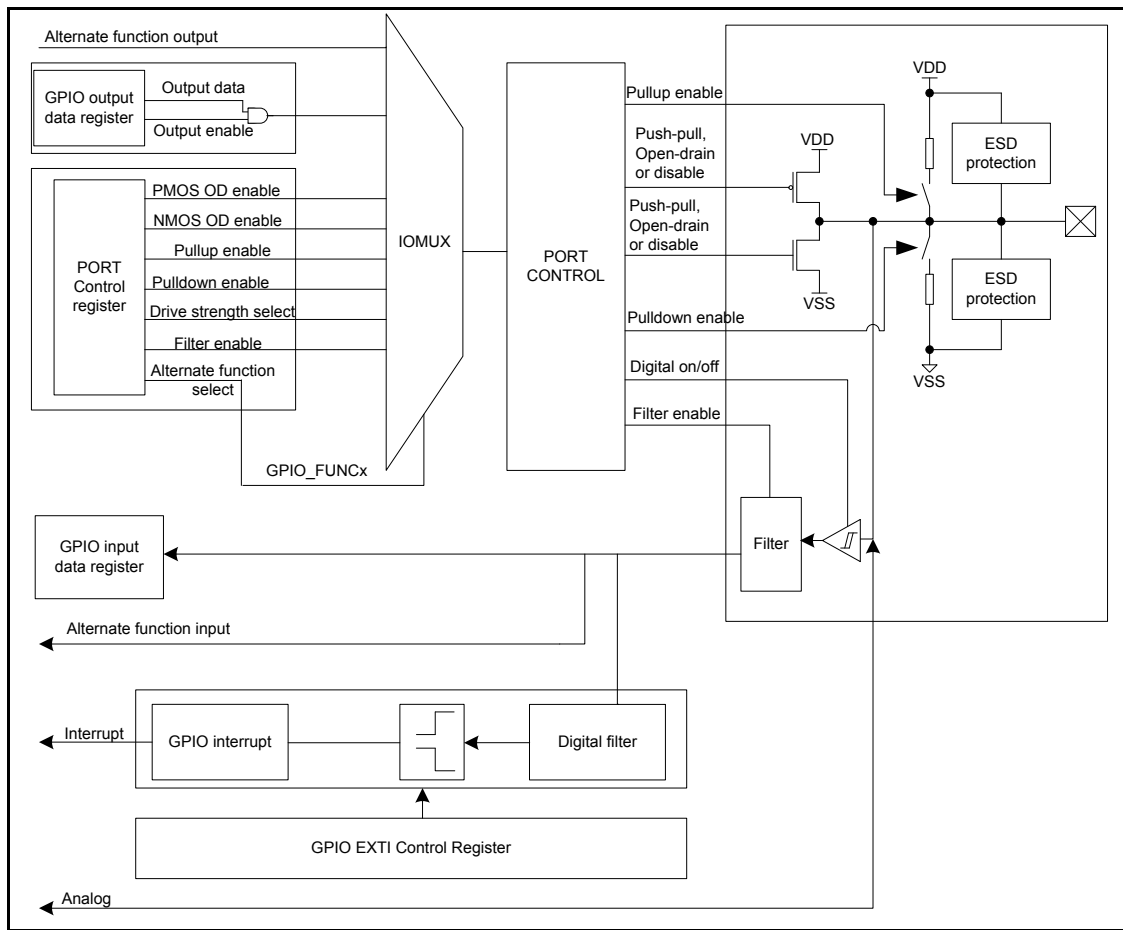 Alternate function output
GPIO output
data register
Output data
Output enable
PORT
Control
register
PMOS OD enable
NMOS OD enable
Pullup enable
Pulldown enable
Drive strength select
Filter enable
Alternate function
select
GPIO_FUNCx
IOMUX
PORT
CONTROL
Pullup enable
Push-pull,
Open-drain
or disable
Push-pull,
Open-drain
or disable
Pulldown enable
Digital on/off
Filter enable
VDD
VSS
VDD
ESD
protection
ESD
protection
VSS
Filter
GPIO input
data register
Alternate function input
Interrupt
GPIO interrupt
Digital filter
GPIO EXTI Control Register
Analog